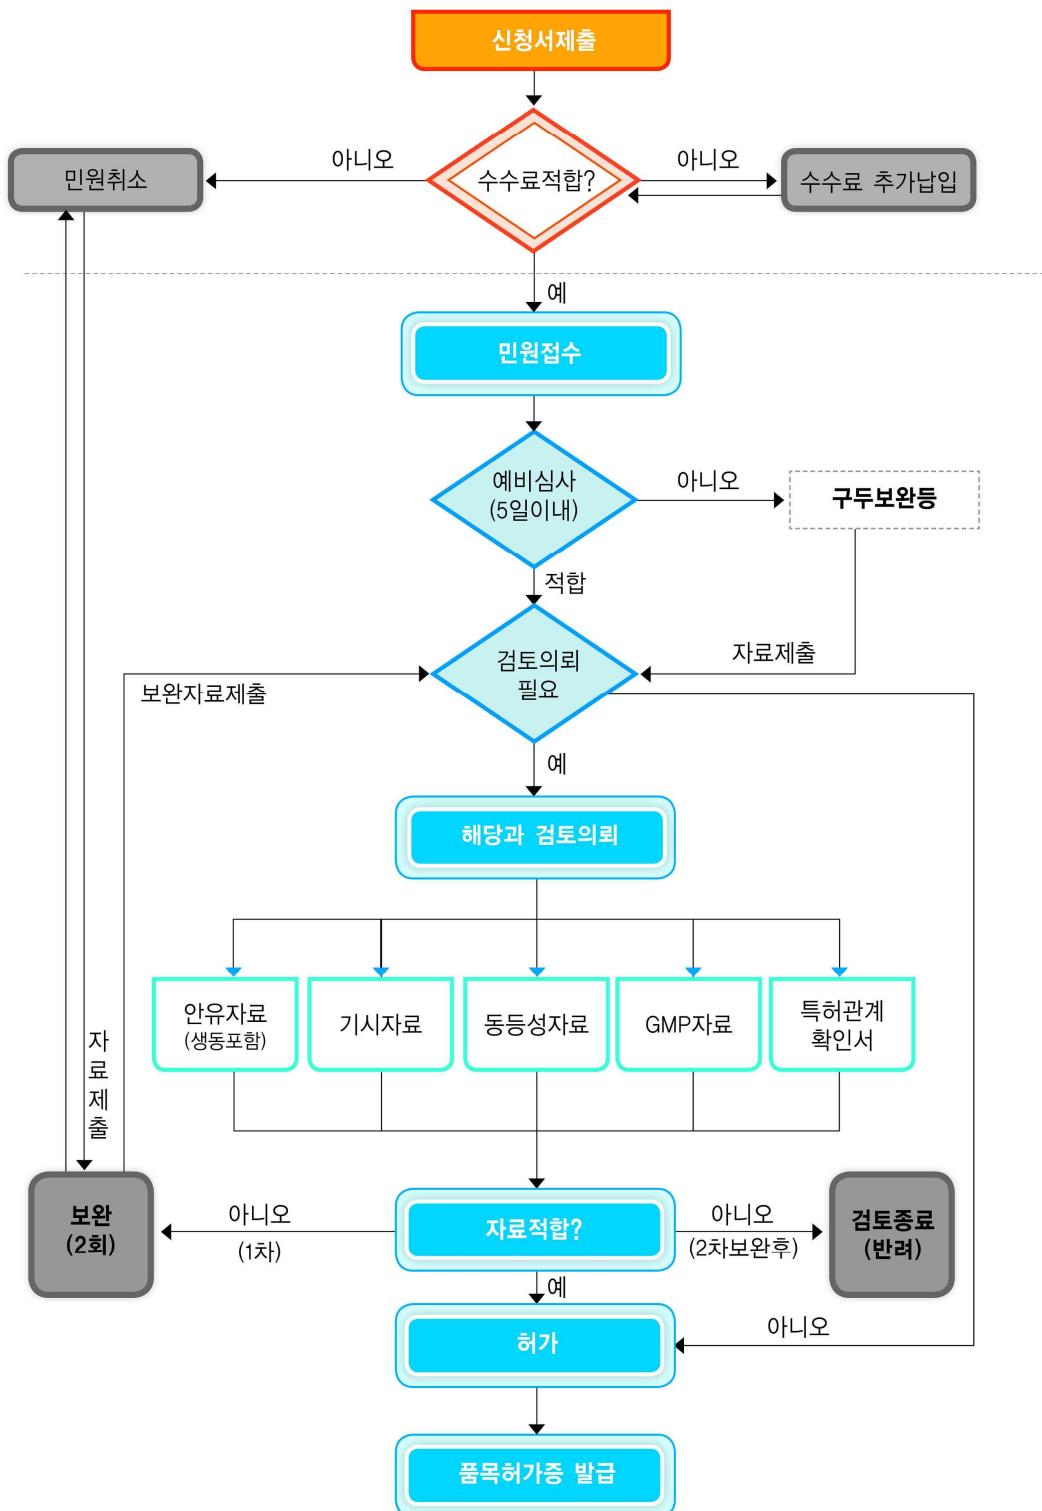 신청서제출
아니오
아니오
민원취소
수수료적합?
수수료 추가납입
예
민원접수
예비심사
(5일이내)
아니오
구두보완등
적합
검토의뢰
필요
자료제출
보완자료제출
예
해당과 검토의뢰
안유자료
(생동포함)
기시자료
동등성자료
GMP자료
특허관계
확인서
자
료
제
출
보완
(2회)
아니오
(1차)
자료적합?
아니오
(2차보완후)
검토종료
(반려)
예
허가
아니오
품목허가증 발급